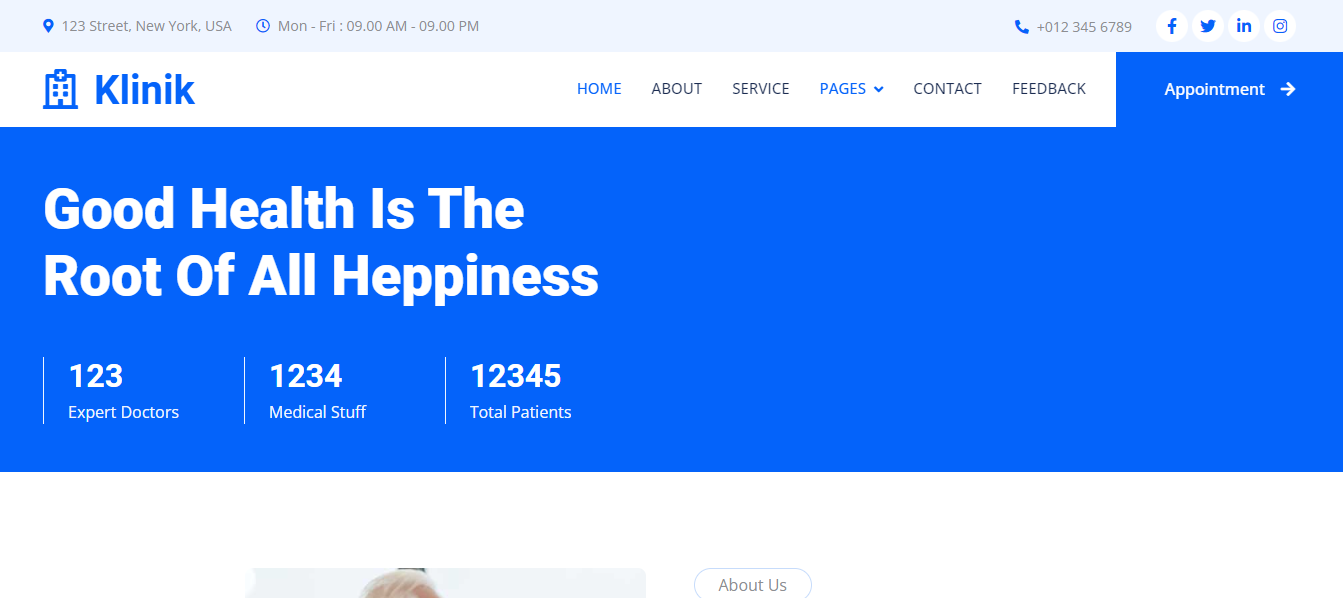 123 Street, New York, USA
Mon - Fri : 09.00 AM - 09.00 PM
+012 345 6789
Klinik
HOME
ABOUT
SERVICE
PAGES
CONTACT
FEEDBACK
Appointment
Good Health Is The
Root Of All Heppiness
123
Expert Doctors
1234
Medical Stuff
12345
Total Patients
About Us